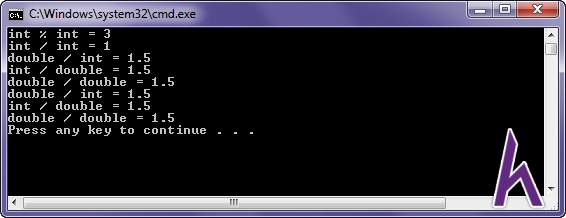 C:\Windows\system32\cmd.exe
int % int = 3
int / int = 1
double / int = 1.5
int / double = 1.5
double / double = 1.5
double / int = 1.5
int / double = 1.5
double / double = 1.5
Press any key to continue . . .